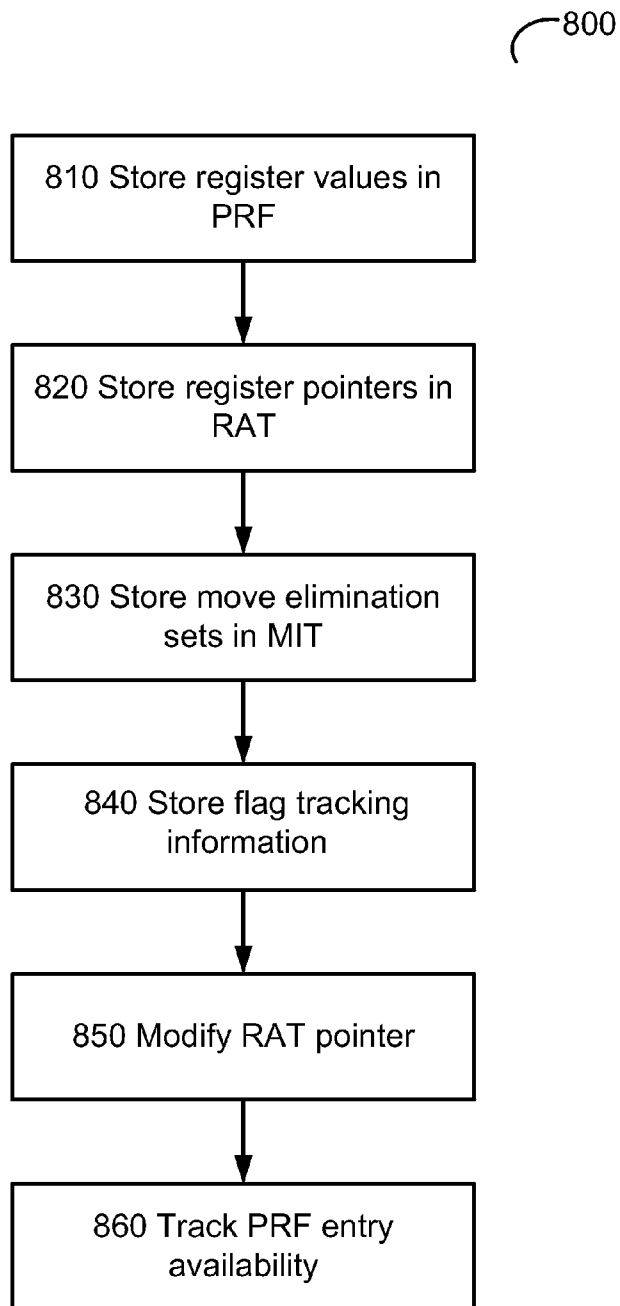 800
810 Store register values in
PRF
820 Store register pointers in
RAT
830 Store move elimination
sets in MIT
840 Store flag tracking
information
850 Modify RAT pointer
860 Track PRF entry
availability